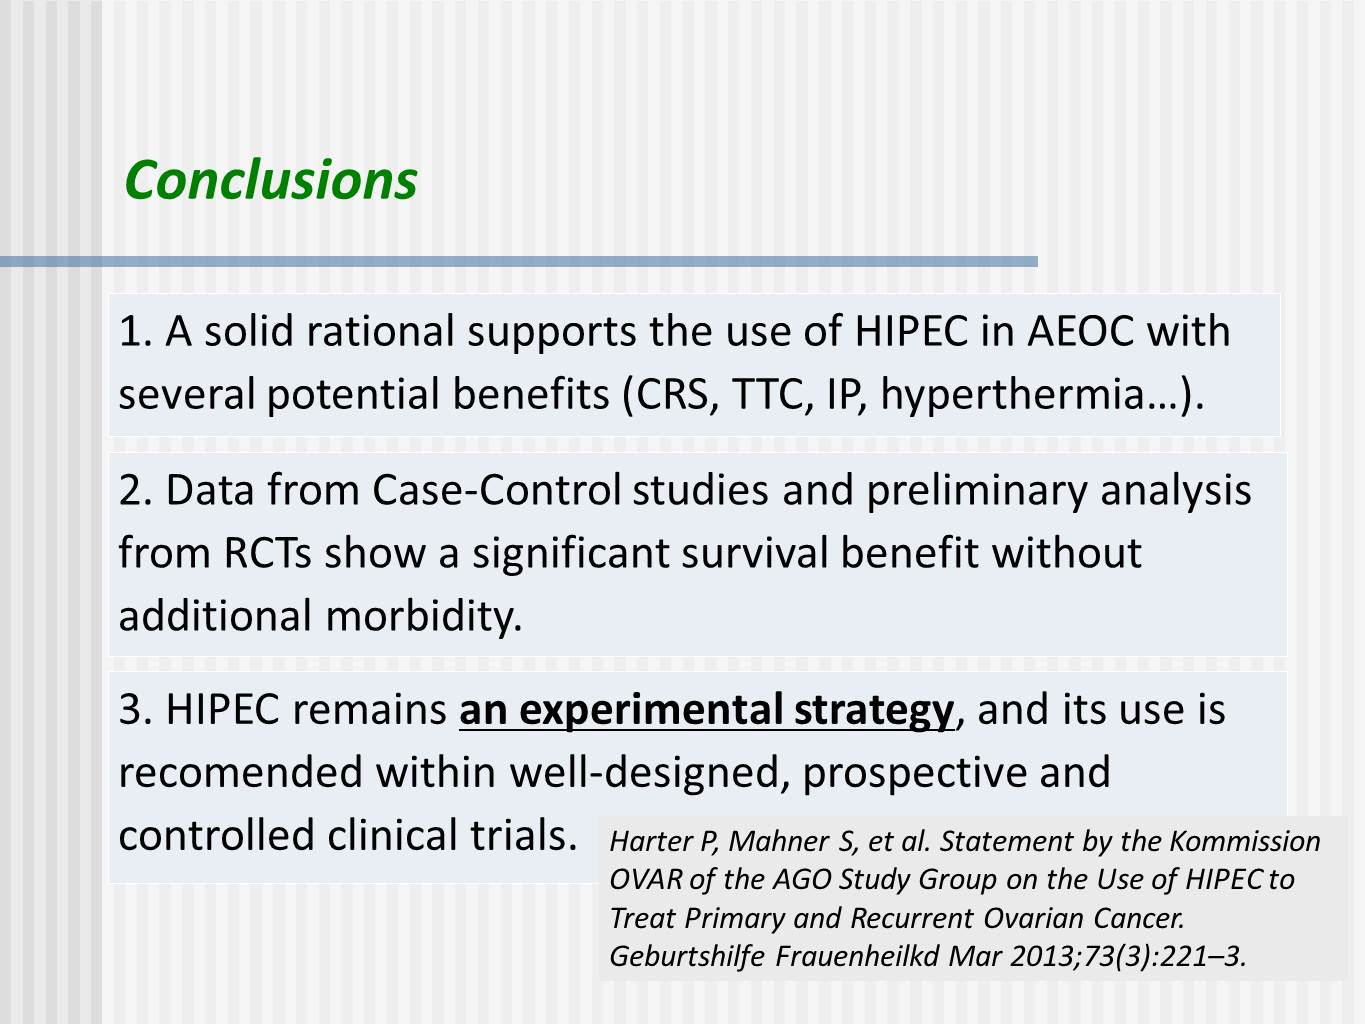 Conclusions
1. A solid rational supports the use of HIPEC in AEOC with
several potential benefits (CRS, TTC, IP, hyperthermia…).
2. Data from Case-Control studies and preliminary analysis
from RCTs show a significant survival benefit without
additional morbidity.
3. HIPEC remains an experimental strategy, and its use is
recomended within well-designed, prospective and
controlled clinical trials.
Harter P, Mahner S, et al. Statement by the Kommission
OVAR of the AGO Study Group on the Use of HIPEC to
Treat Primary and Recurrent Ovarian Cancer.
Geburtshilfe Frauenheilkd Mar 2013;73(3):221–3.